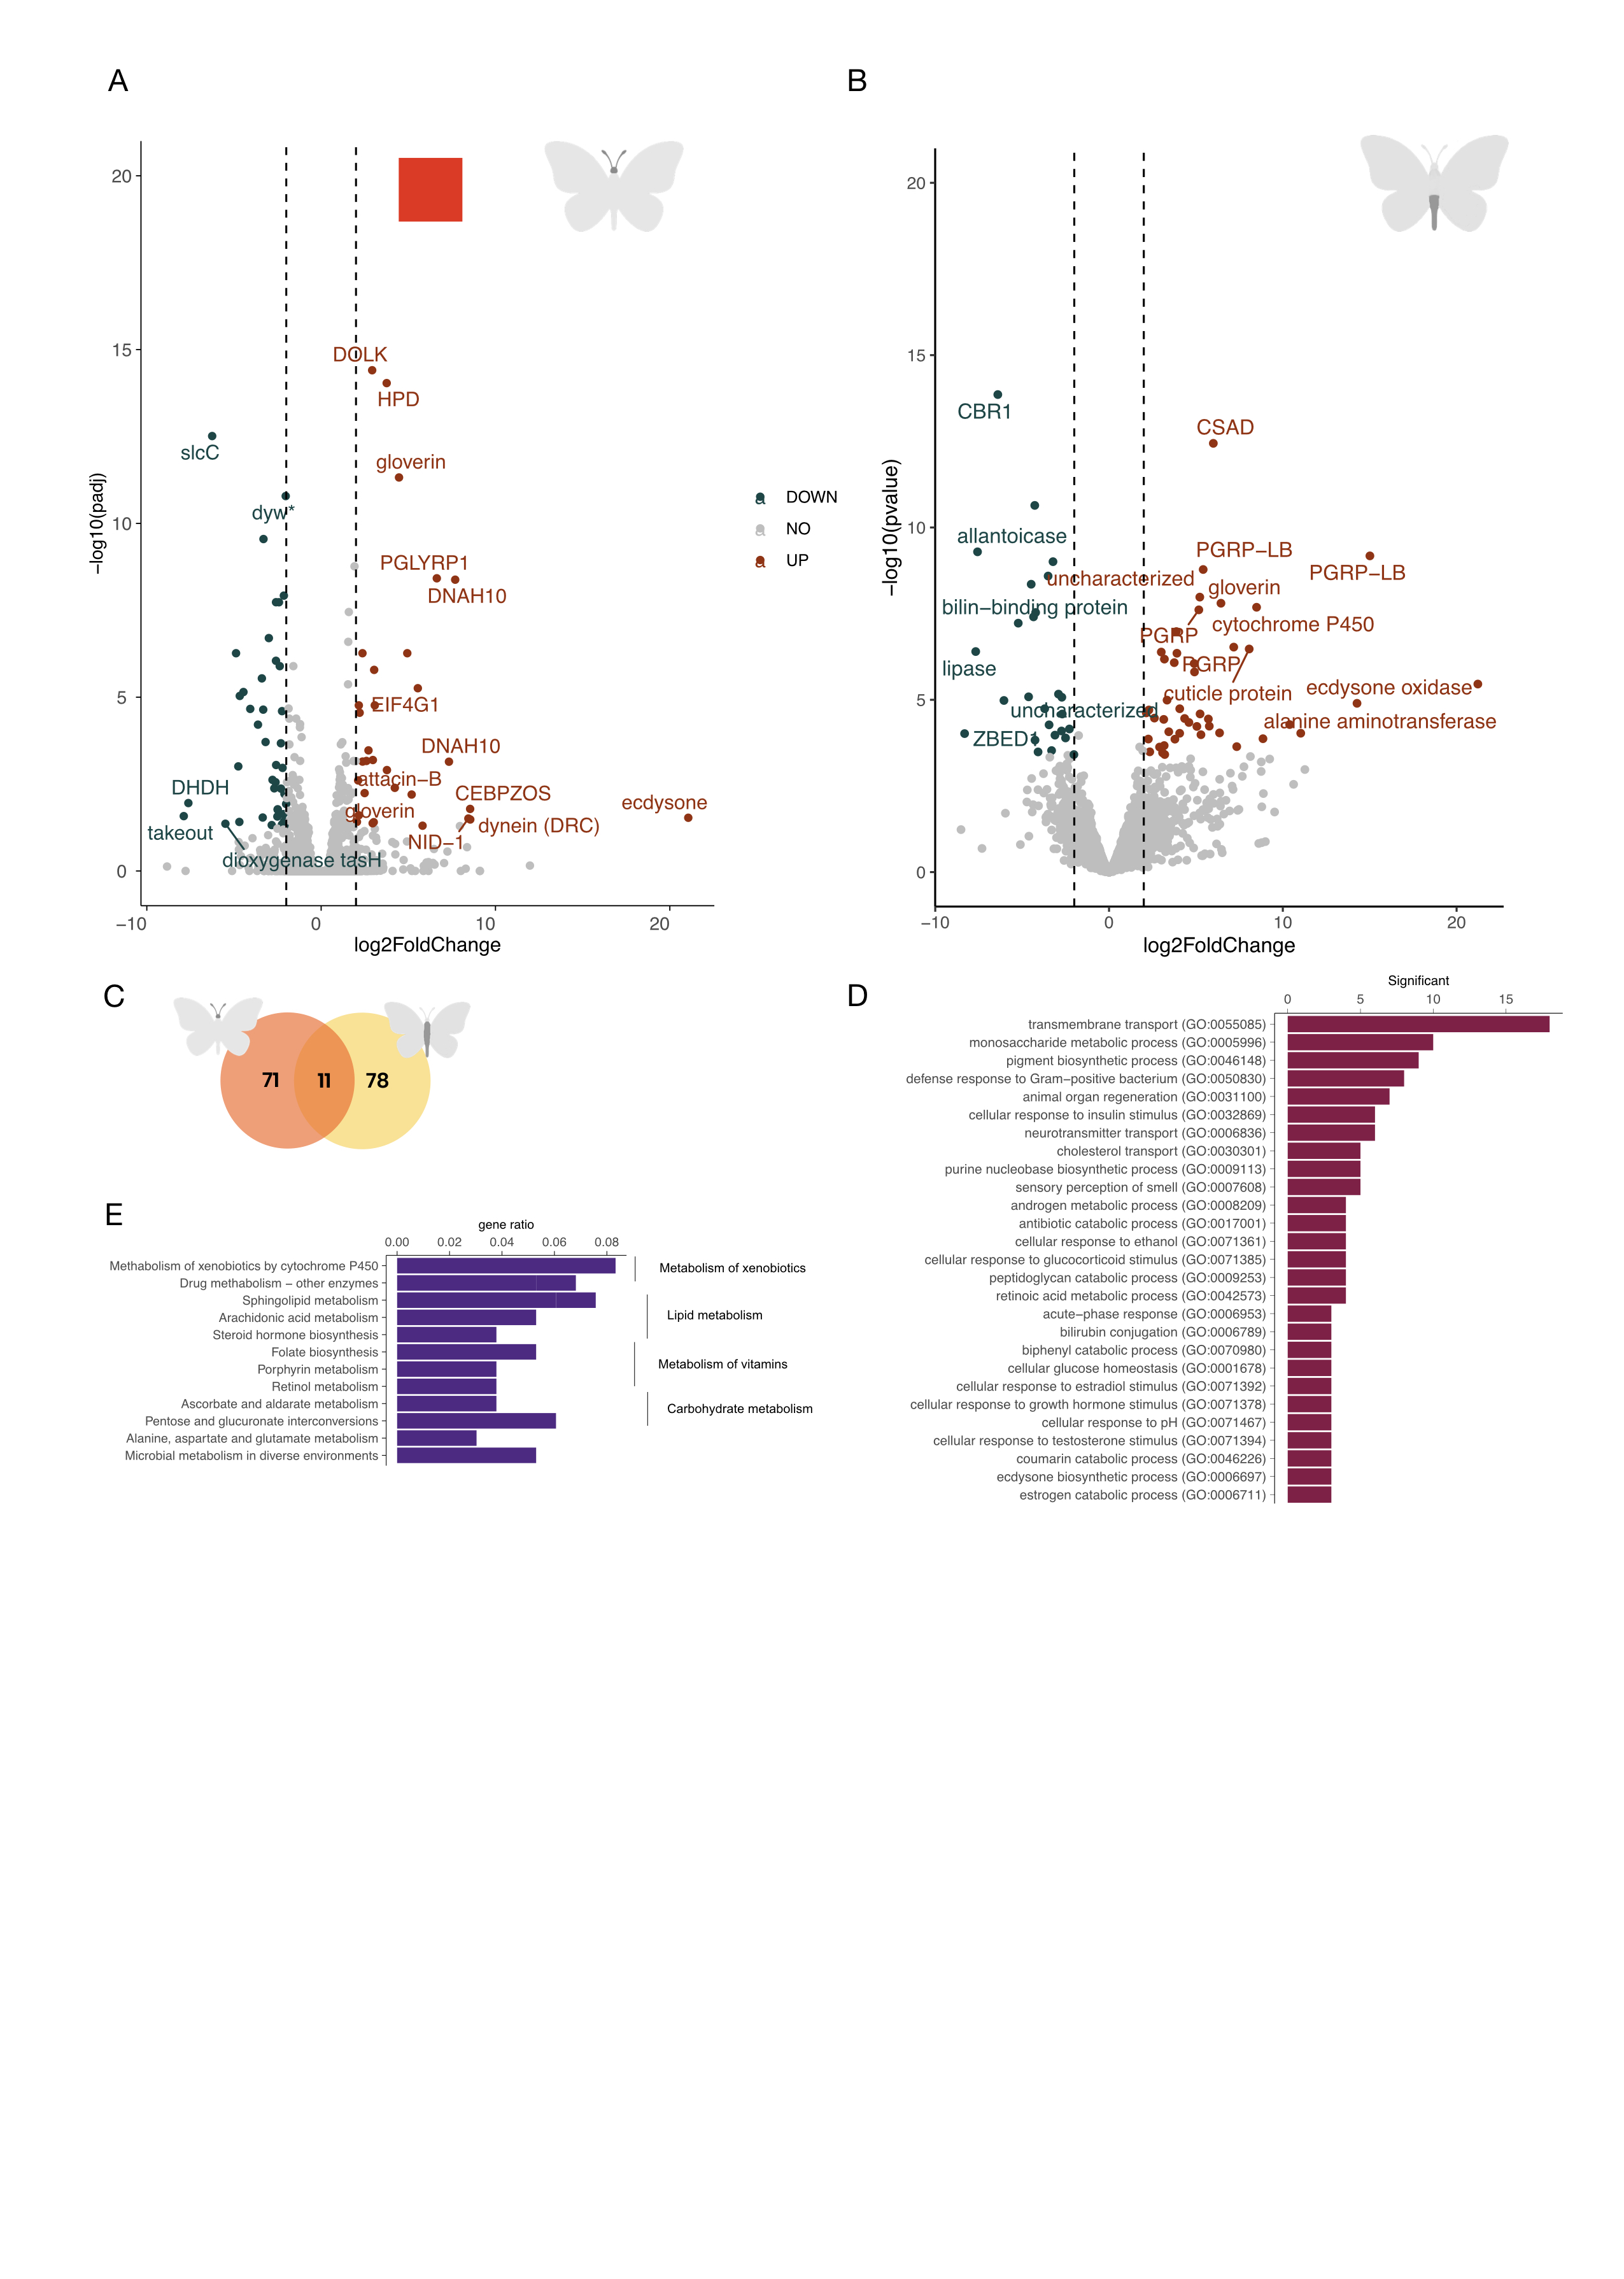 A
20
15
10
5
0
−10
0
10
20
−log10(padj)
log2FoldChange
DOLK
HPD
slcC
gloverin
dyw*
PGLYRP1
DNAH10
EIF4G1
DNAH10
attacin−B
DHDH
CEBPZOS
gloverin
ecdysone
takeout
dynein (DRC)
NID−1
dioxygenase tasH
a DOWN
a NO
a UP
B
20
15
10
5
0
−10
0
10
20
−log10(pvalue)
log2FoldChange
CBR1
CSAD
allantoicase
PGRP−LB
PGRP−LB
uncharacterized
gloverin
bilin−binding protein
cytochrome P450
PGRP
PGRP
lipase
cuticle protein
ecdysone oxidase
uncharacterized
alanine aminotransferase
ZBED1
C
71
11
78
D
Significant
0
5
10
15
transmembrane transport (GO:0055085)
monosaccharide metabolic process (GO:0005996)
pigment biosynthetic process (GO:0046148)
defense response to Gram−positive bacterium (GO:0050830)
animal organ regeneration (GO:0031100)
cellular response to insulin stimulus (GO:0032869)
neurotransmitter transport (GO:0006836)
cholesterol transport (GO:0030301)
purine nucleobase biosynthetic process (GO:0009113)
sensory perception of smell (GO:0007608)
androgen metabolic process (GO:0008209)
antibiotic catabolic process (GO:0017001)
cellular response to ethanol (GO:0071361)
cellular response to glucocorticoid stimulus (GO:0071385)
peptidoglycan catabolic process (GO:0009253)
retinoic acid metabolic process (GO:0042573)
acute−phase response (GO:0006953)
bilirubin conjugation (GO:0006789)
biphenyl catabolic process (GO:0070980)
cellular glucose homeostasis (GO:0001678)
cellular response to estradiol stimulus (GO:0071392)
cellular response to growth hormone stimulus (GO:0071378)
cellular response to pH (GO:0071467)
cellular response to testosterone stimulus (GO:0071394)
coumarin catabolic process (GO:0046226)
ecdysone biosynthetic process (GO:0006697)
estrogen catabolic process (GO:0006711)
E
gene ratio
0.00
0.02
0.04
0.06
0.08
Methabolism of xenobiotics by cytochrome P450
Drug methabolism − other enzymes
Sphingolipid metabolism
Arachidonic acid metabolism
Steroid hormone biosynthesis
Folate biosynthesis
Porphyrin metabolism
Retinol metabolism
Ascorbate and aldarate metabolism
Pentose and glucuronate interconversions
Alanine, aspartate and glutamate metabolism
Microbial metabolism in diverse environments
Metabolism of xenobiotics
Lipid metabolism
Metabolism of vitamins
Carbohydrate metabolism